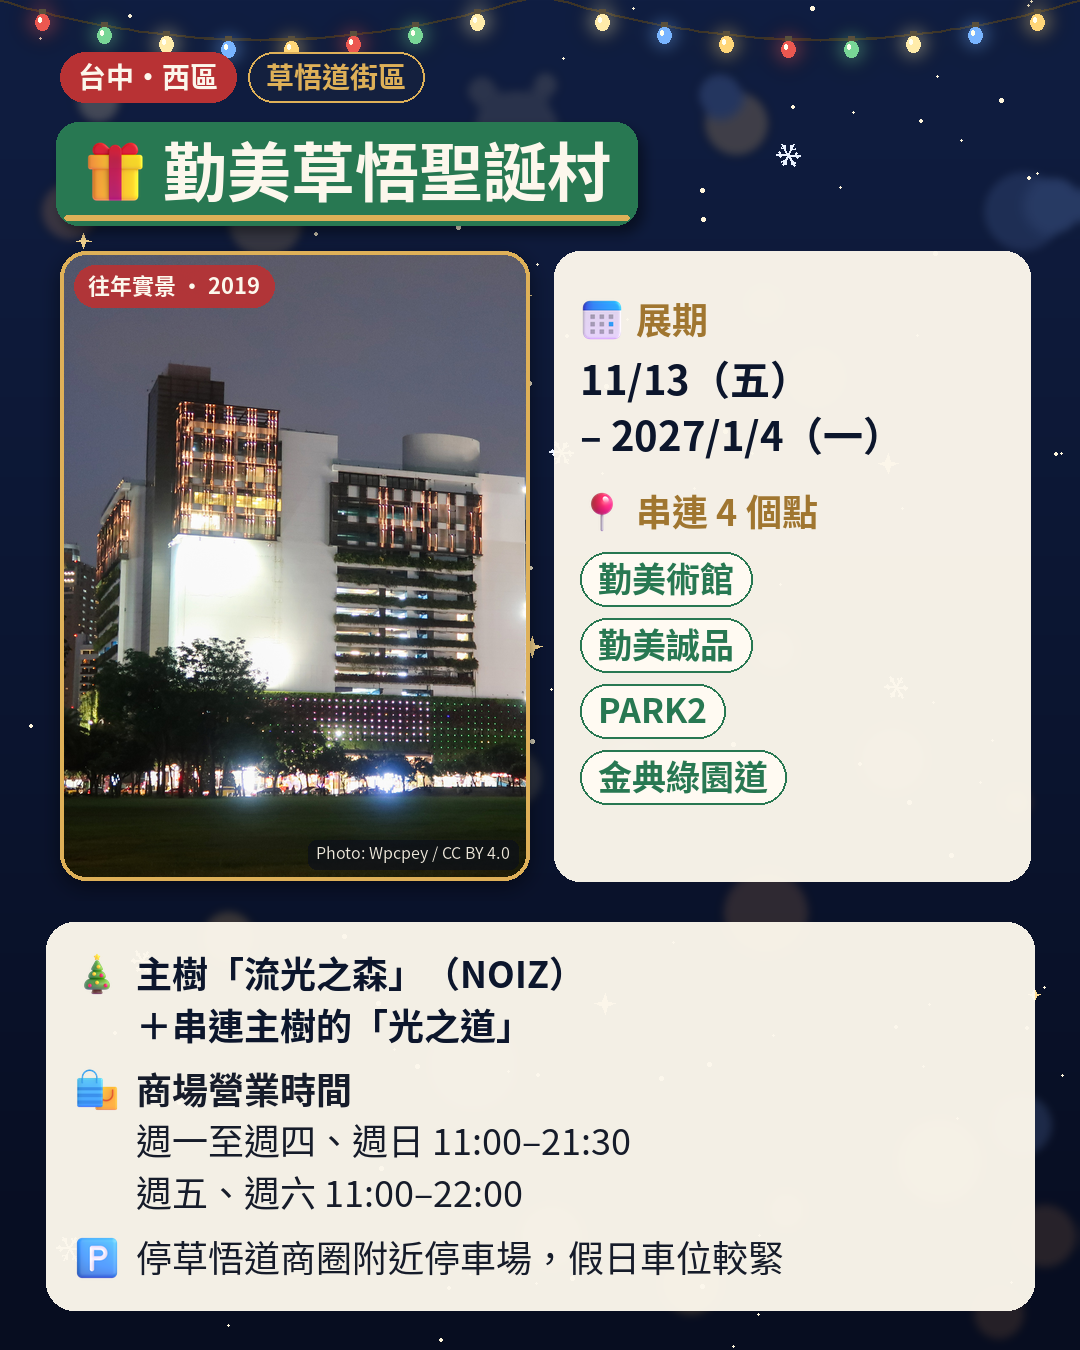 台中・西區
草悟道街區
勤美草悟聖誕村
往年實景 ・ 2019
Photo: Wpcpey / CC BY 4.0
展期
11/13（五）
– 2027/1/4（一）
串連 4 個點
勤美術館
勤美誠品
PARK2
金典綠園道
主樹「流光之森」（NOIZ）
＋串連主樹的「光之道」
商場營業時間
週一至週四、週日 11:00–21:30
週五、週六 11:00–22:00
P 停草悟道商圈附近停車場，假日車位較緊